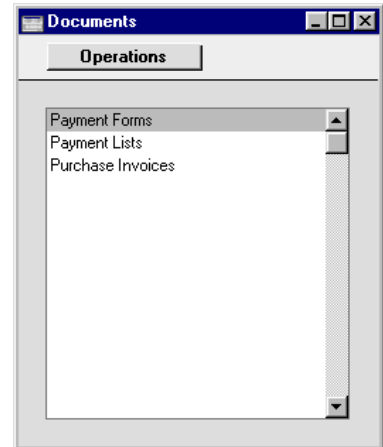 Documents
Operations
Payment Forms
Payment Lists
Purchase Invoices